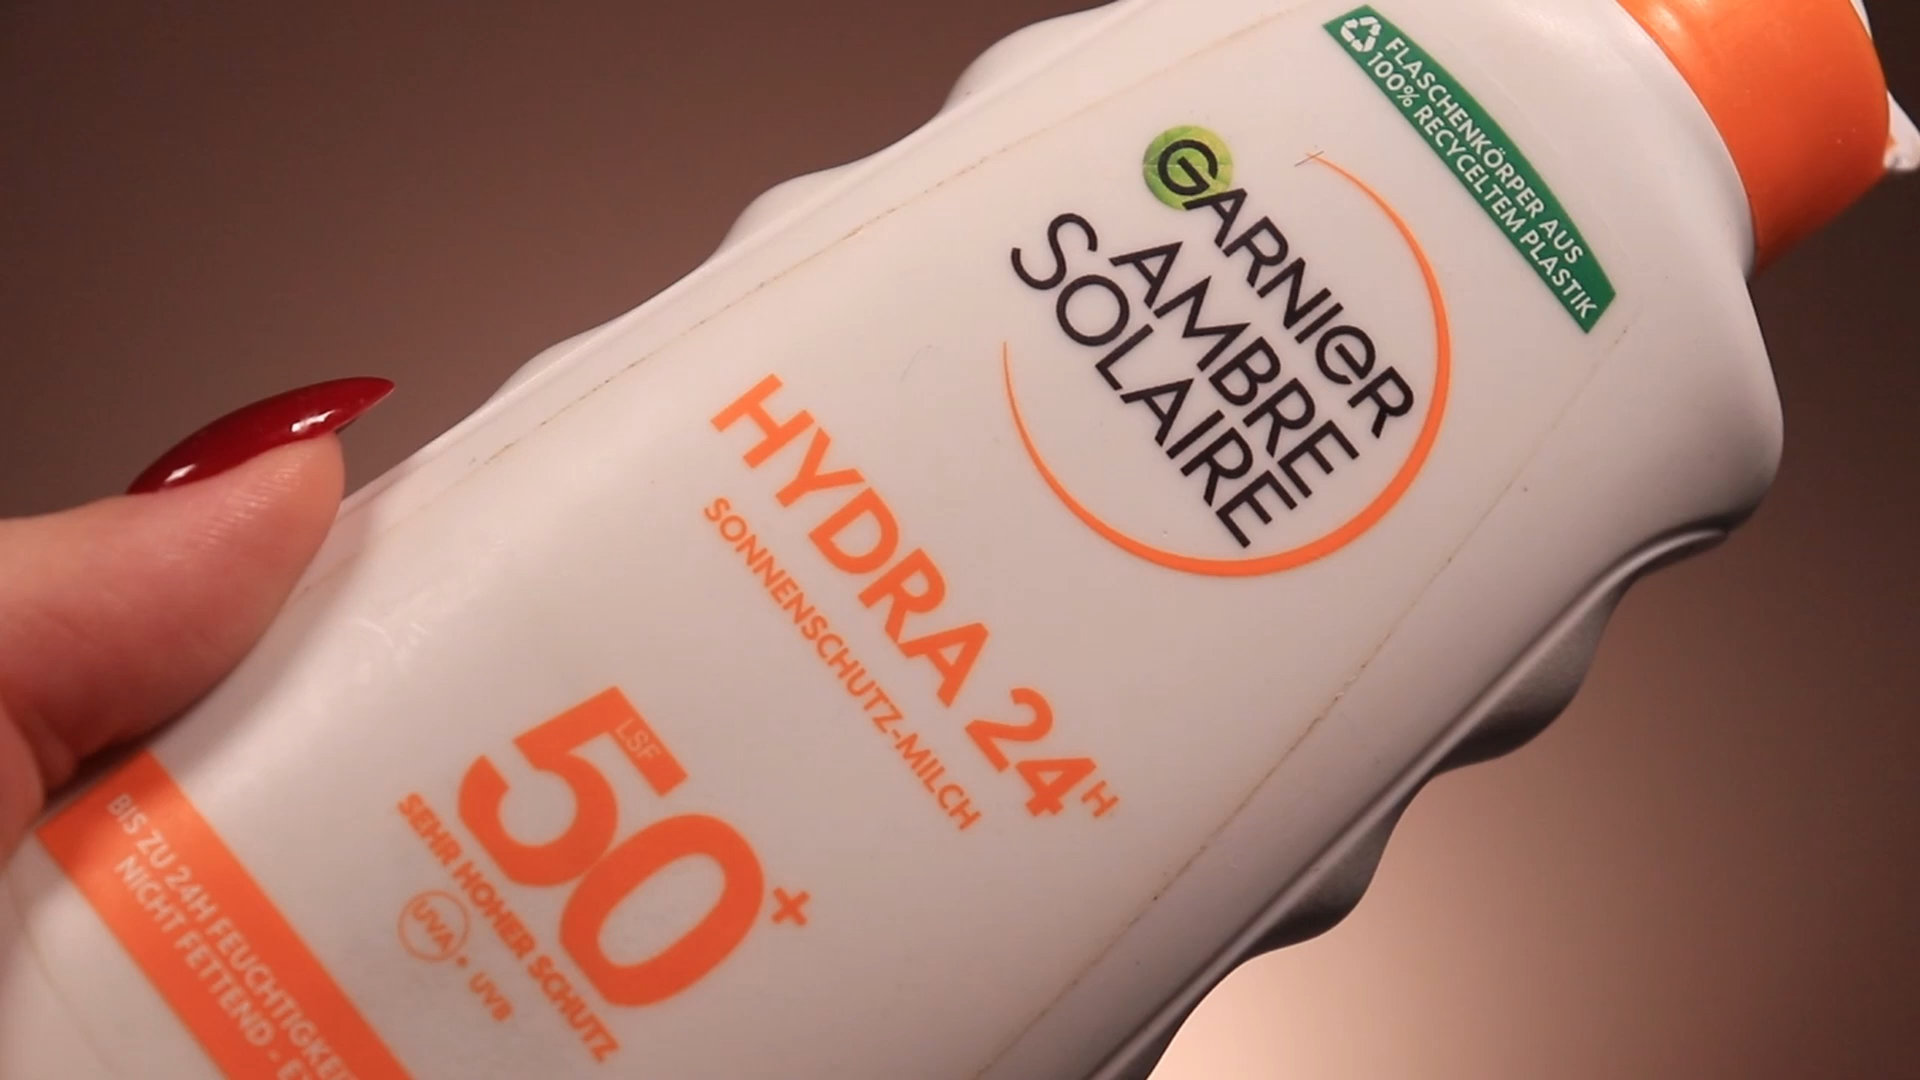 FLASCHENKÖRPER AUS
100% RECYCELTEM PLASTIK
GARNIER
AMBRE
SOLAIRE
HYDRA 24H
SONNENSCHUTZ-MILCH
LSF
50+
SEHR HOHER SCHUTZ
UVA + UVB
BIS ZU 24H
NICHT FETTEND -